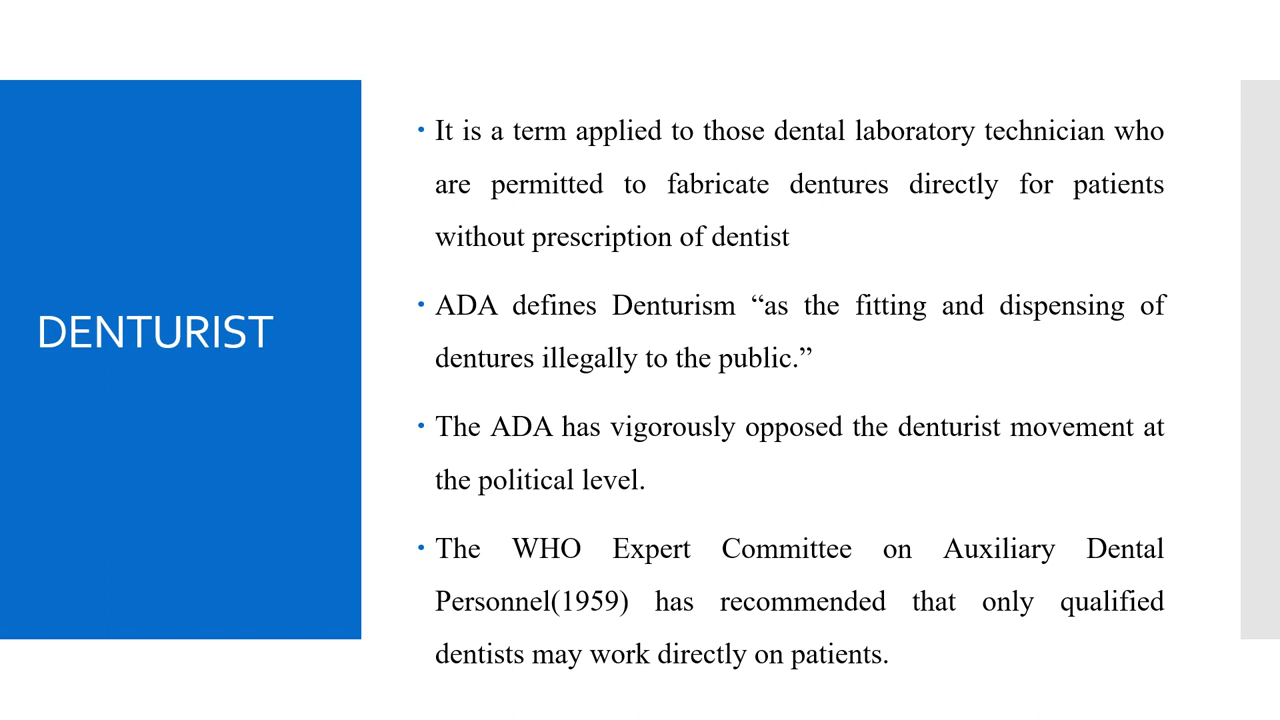 DENTURIST
• It is a term applied to those dental laboratory technician who
are permitted to fabricate dentures directly for patients
without prescription of dentist
• ADA defines Denturism “as the fitting and dispensing of
dentures illegally to the public.”
• The ADA has vigorously opposed the denturist movement at
the political level.
• The WHO Expert Committee on Auxiliary Dental
Personnel(1959) has recommended that only qualified
dentists may work directly on patients.